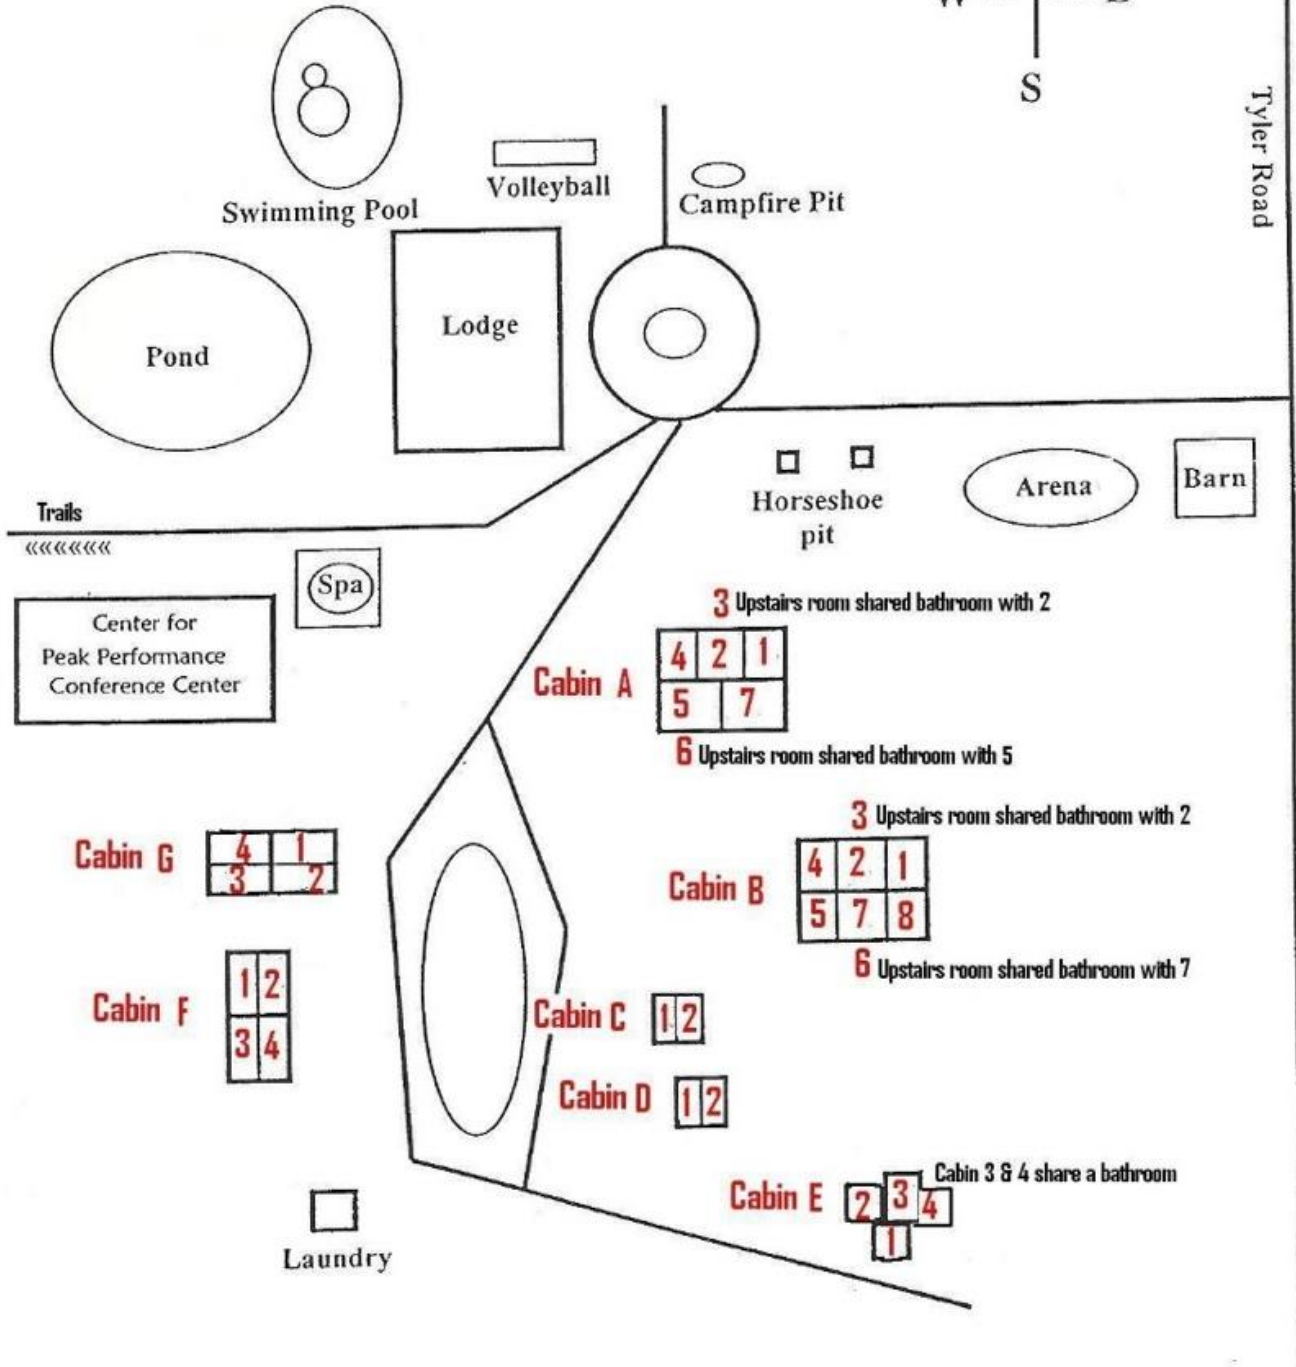 S
Tyler Road
Volleyball
Swimming Pool
Campfire Pit
Lodge
Pond
Horseshoe
pit
Arena
Barn
Trails
««««««
Spa
Center for
Peak Performance
Conference Center
3 Upstairs room shared bathroom with 2
Cabin A
4 2 1
5 7
6 Upstairs room shared bathroom with 5
3 Upstairs room shared bathroom with 2
Cabin B
4 2 1
5 7 8
6 Upstairs room shared bathroom with 7
Cabin G
4 1
3 2
Cabin F
1 2
3 4
Cabin C
1 2
Cabin D
1 2
Cabin E
Cabin 3 & 4 share a bathroom
2 3 4
1
Laundry